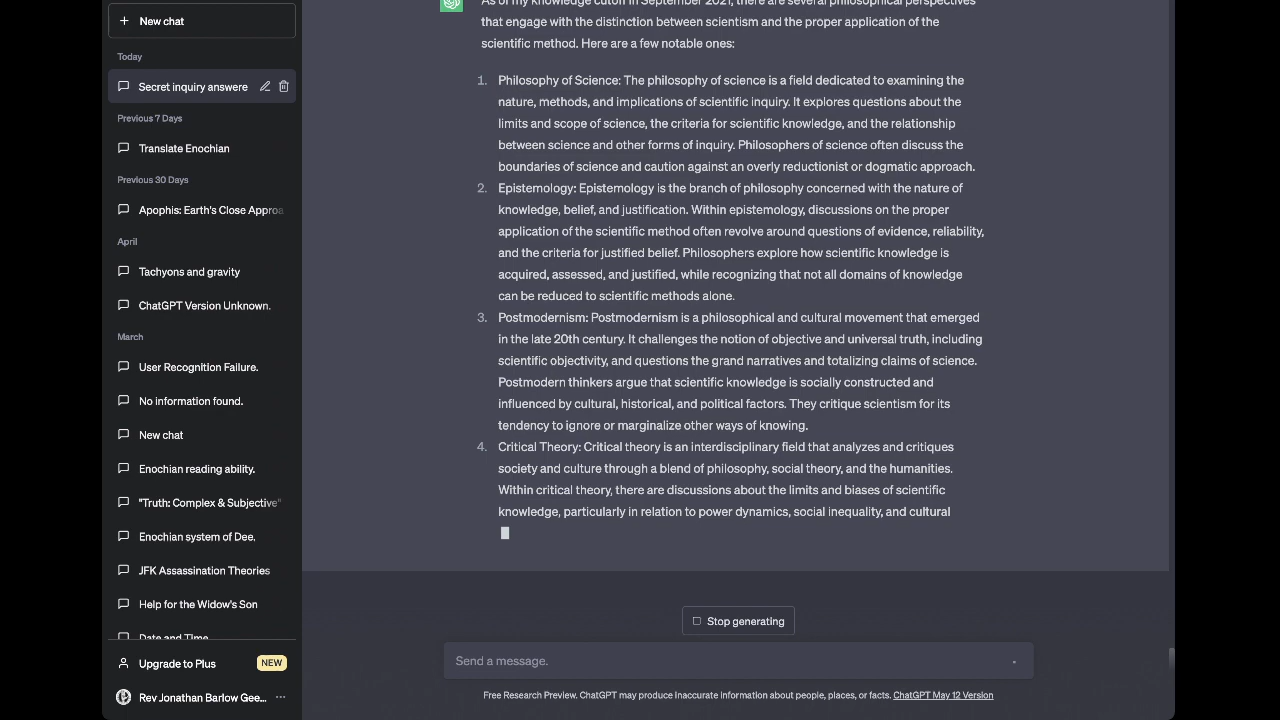 New chat
Today
Secret inquiry answere
Previous 7 Days
Translate Enochian
Previous 30 Days
Apophis: Earth's Close Approa
April
Tachyons and gravity
ChatGPT Version Unknown.
March
User Recognition Failure.
No information found.
New chat
Enochian reading ability.
"Truth: Complex & Subjective"
Enochian system of Dee.
JFK Assassination Theories
Help for the Widow's Son
Date and Time
Upgrade to Plus NEW
Rev Jonathan Barlow Gee...
As of my knowledge cutoff in September 2021, there are several philosophical perspectives
that engage with the distinction between scientism and the proper application of the
scientific method. Here are a few notable ones:
1. Philosophy of Science: The philosophy of science is a field dedicated to examining the
nature, methods, and implications of scientific inquiry. It explores questions about the
limits and scope of science, the criteria for scientific knowledge, and the relationship
between science and other forms of inquiry. Philosophers of science often discuss the
boundaries of science and caution against an overly reductionist or dogmatic approach.
2. Epistemology: Epistemology is the branch of philosophy concerned with the nature of
knowledge, belief, and justification. Within epistemology, discussions on the proper
application of the scientific method often revolve around questions of evidence, reliability,
and the criteria for justified belief. Philosophers explore how scientific knowledge is
acquired, assessed, and justified, while recognizing that not all domains of knowledge
can be reduced to scientific methods alone.
3. Postmodernism: Postmodernism is a philosophical and cultural movement that emerged
in the late 20th century. It challenges the notion of objective and universal truth, including
scientific objectivity, and questions the grand narratives and totalizing claims of science.
Postmodern thinkers argue that scientific knowledge is socially constructed and
influenced by cultural, historical, and political factors. They critique scientism for its
tendency to ignore or marginalize other ways of knowing.
4. Critical Theory: Critical theory is an interdisciplinary field that analyzes and critiques
society and culture through a blend of philosophy, social theory, and the humanities.
Within critical theory, there are discussions about the limits and biases of scientific
knowledge, particularly in relation to power dynamics, social inequality, and cultural
Stop generating
Send a message.
Free Research Preview. ChatGPT may produce inaccurate information about people, places, or facts. ChatGPT May 12 Version